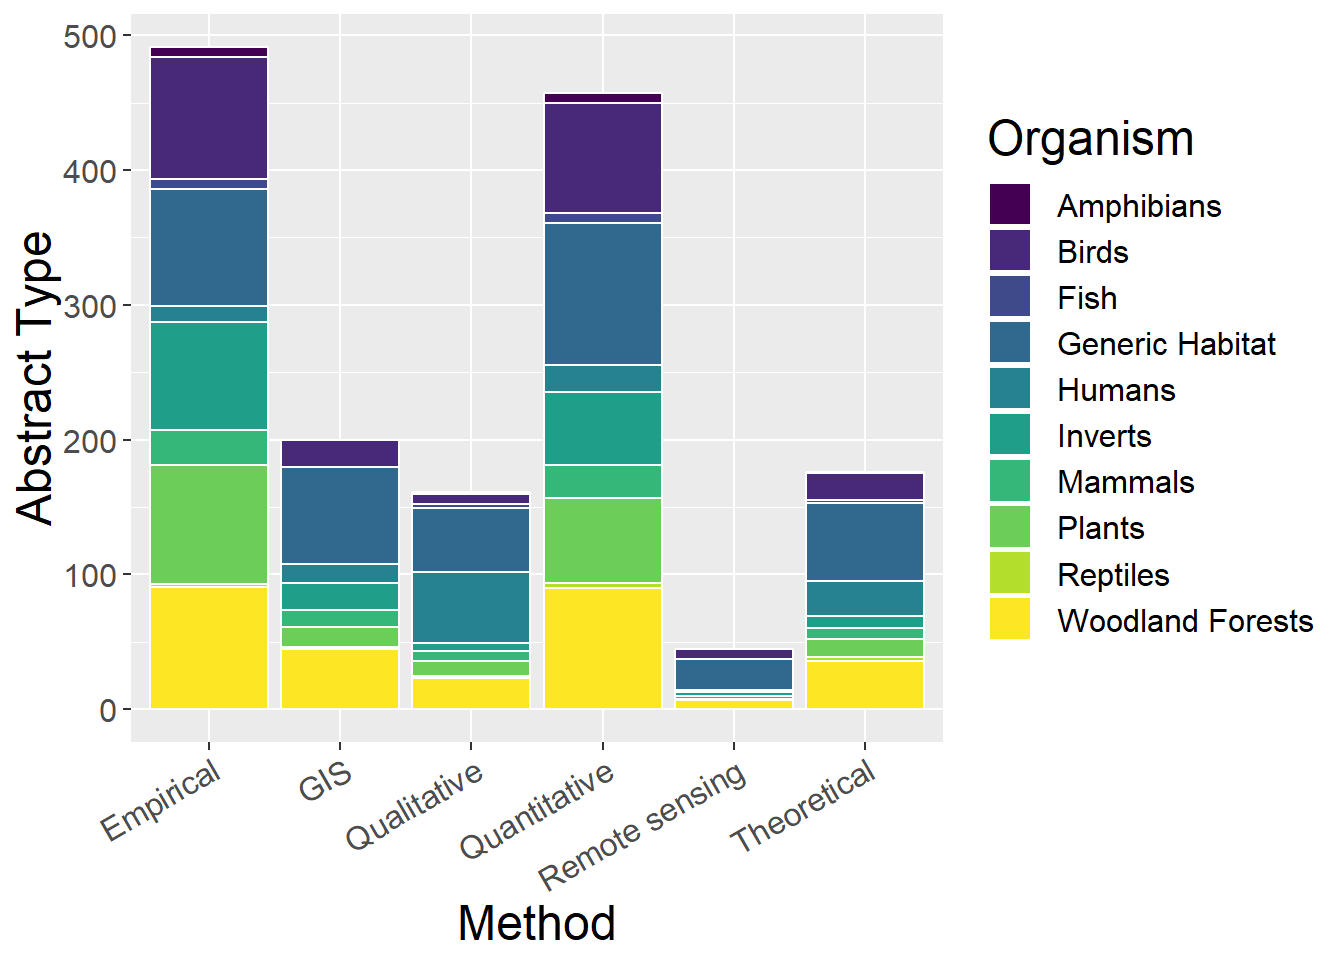 Abstract Type
500
400
300
200
100
0
Empirical
GIS
Qualitative
Quantitative
Remote sensing
Theoretical
Method
Organism
Amphibians
Birds
Fish
Generic Habitat
Humans
Inverts
Mammals
Plants
Reptiles
Woodland Forests